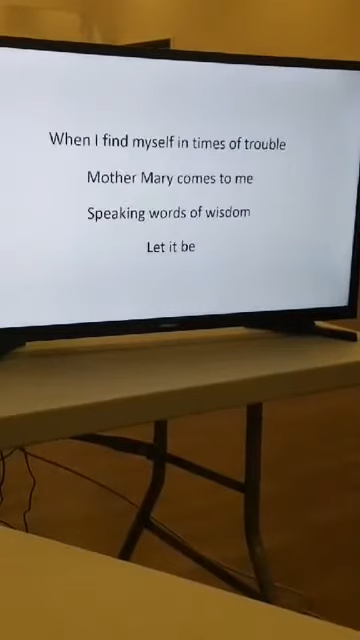 When I find myself in times of trouble
Mother Mary comes to me
Speaking words of wisdom
Let it be